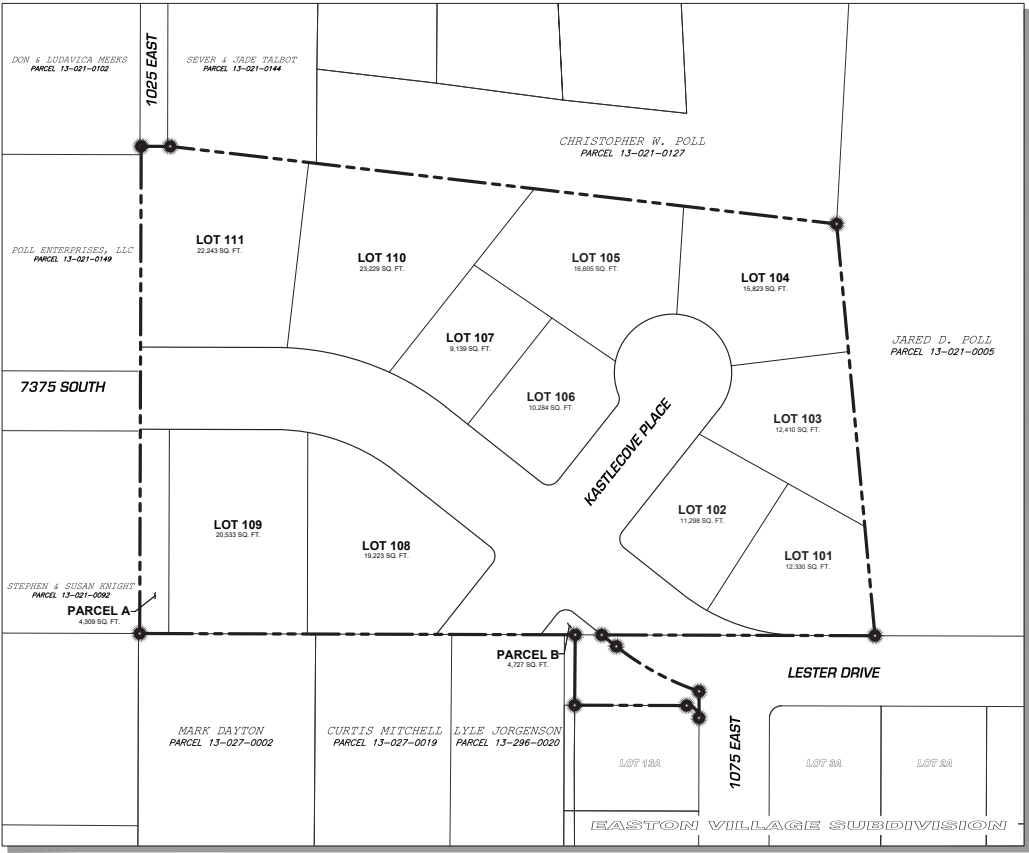 DON & LUDAVICA MEEKS
PARCEL 13-021-0102
1025 EAST
SEVER & JADE TALBOT
PARCEL 13-021-0144
CHRISTOPHER W. POLL
PARCEL 13-021-0127
POLL ENTERPRISES, LLC
PARCEL 13-021-0149
LOT 111
22,243 SQ. FT.
LOT 110
23,229 SQ. FT.
LOT 105
16,605 SQ. FT.
LOT 104
15,823 SQ. FT.
LOT 107
9,139 SQ. FT.
JARED D. POLL
PARCEL 13-021-0005
7375 SOUTH
LOT 106
10,284 SQ. FT.
KASTLECOVE PLACE
LOT 103
12,410 SQ. FT.
LOT 109
20,533 SQ. FT.
LOT 108
19,223 SQ. FT.
LOT 102
11,298 SQ. FT.
LOT 101
12,330 SQ. FT.
STEPHEN & SUSAN KNIGHT
PARCEL 13-021-0092
PARCEL A
4,309 SQ. FT.
PARCEL B
4,727 SQ. FT.
LESTER DRIVE
MARK DAYTON
PARCEL 13-027-0002
CURTIS MITCHELL
PARCEL 13-027-0019
LYLE JORGENSON
PARCEL 13-296-0020
1075 EAST
LOT 13A
LOT 3A
LOT 2A
EASTON VILLAGE SUBDIVISION